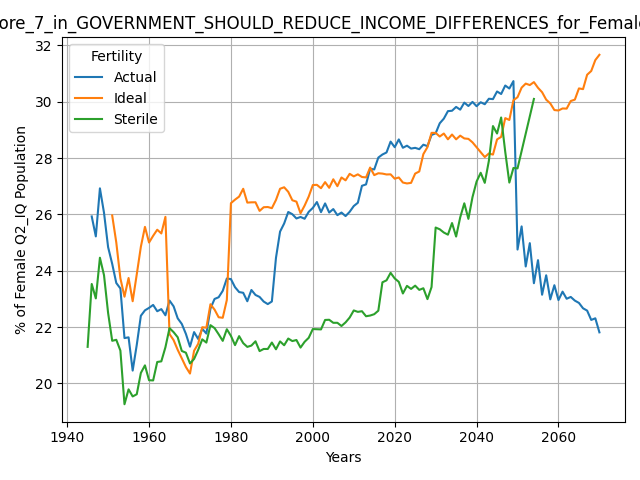 ore_7_in_GOVERNMENT_SHOULD_REDUCE_INCOME_DIFFERENCES_for_Female
32
30
28
26
24
22
20
% of Female Q2_IQ Population
Fertility
Actual
Ideal
Sterile
1940 1960 1980 2000 2020 2040 2060
Years